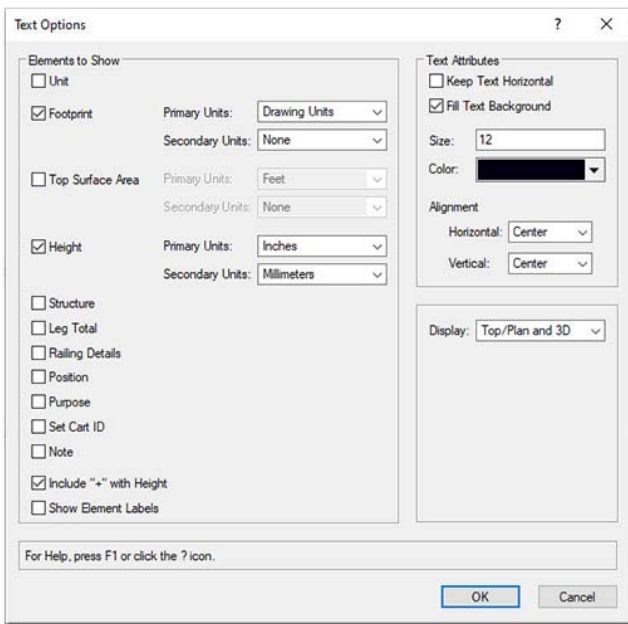 Text Options
?
Elements to Show
Unit
Footprint Primary Units: Drawing Units
Secondary Units: None
Top Surface Area Primary Units: Feet
Secondary Units: None
Height Primary Units: Inches
Secondary Units: Millimeters
Structure
Leg Total
Railing Details
Position
Purpose
Set Cart ID
Note
Include "+" with Height
Show Element Labels
Text Attributes
Keep Text Horizontal
Fill Text Background
Size: 12
Color:
Alignment
Horizontal: Center
Vertical: Center
Display: Top/Plan and 3D
For Help, press F1 or click the ? icon.
OK Cancel